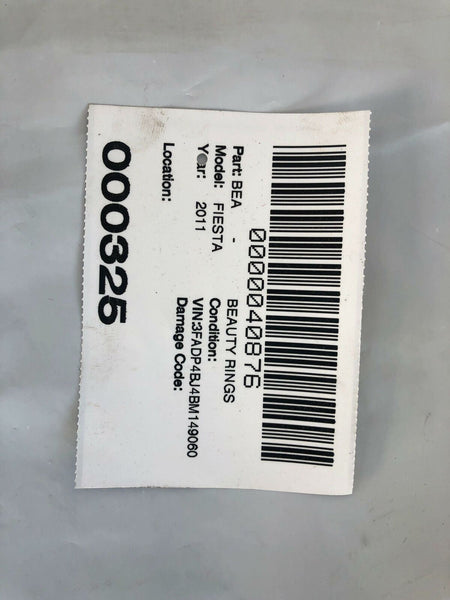 0000040876
Part: BEA - BEAUTY RINGS
Model: FIESTA Condition:
Year: 2011 VIN:3FADP4BJ4BM149060
Damage Code:
Location:
000325